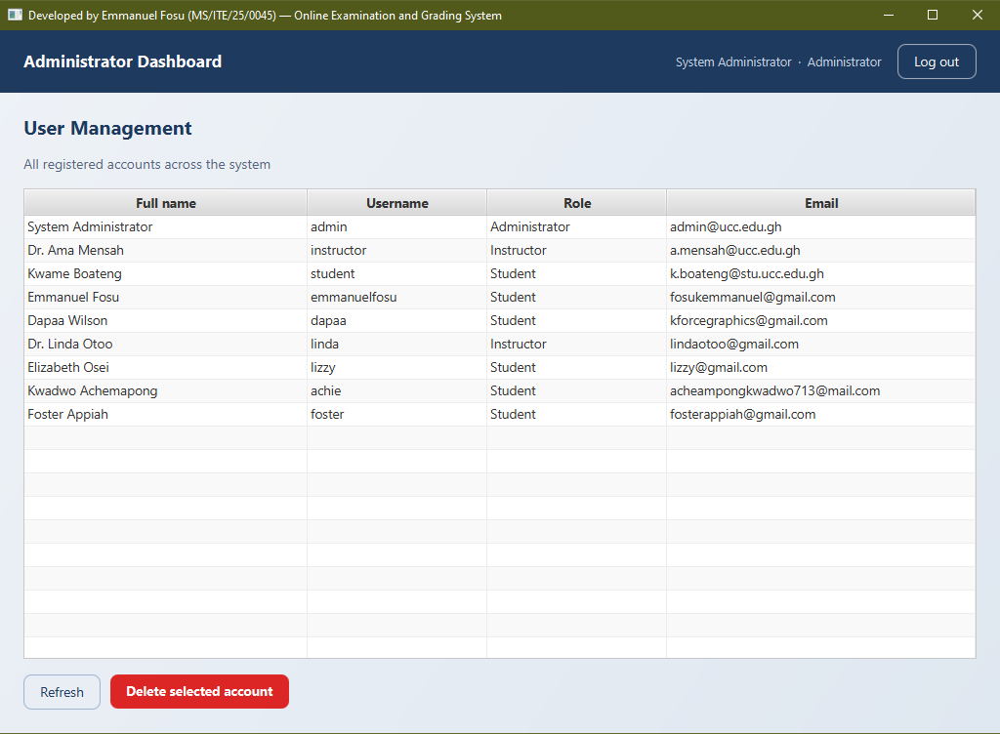 Developed by Emmanuel Fosu (MS/ITE/25/0045) — Online Examination and Grading System
Administrator Dashboard System Administrator · Administrator Log out
User Management
All registered accounts across the system
Full name Username Role Email
System Administrator admin Administrator admin@ucc.edu.gh
Dr. Ama Mensah instructor Instructor a.mensah@ucc.edu.gh
Kwame Boateng student Student k.boateng@stu.ucc.edu.gh
Emmanuel Fosu emmanuelfosu Student fosukemmanuel@gmail.com
Dapaa Wilson dapaa Student kforcegraphics@gmail.com
Dr. Linda Otoo linda Instructor lindaotoo@gmail.com
Elizabeth Osei lizzy Student lizzy@gmail.com
Kwadwo Achemapong achie Student acheampongkwadwo713@mail.com
Foster Appiah foster Student fosterappiah@gmail.com
Refresh Delete selected account